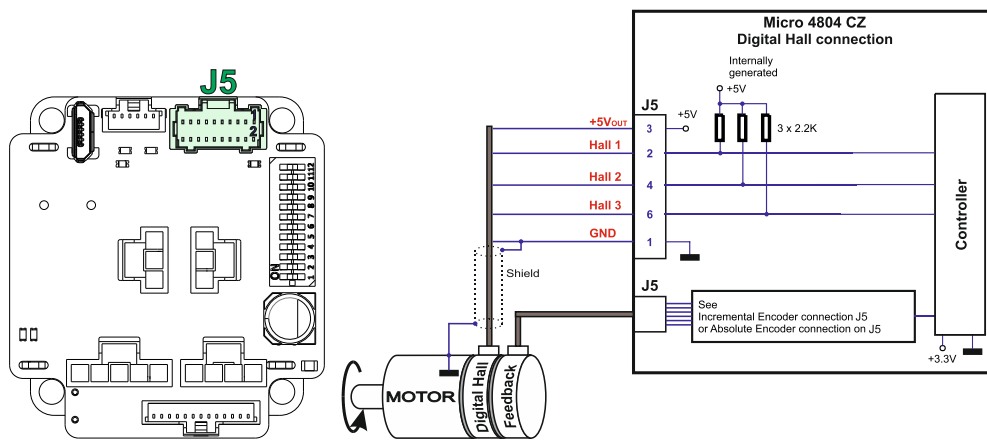 J5
1
2
ON
1 2 3 4 5 6 7 8 9 10 11 12
Micro 4804 CZ
Digital Hall connection
Internally
generated
+5V
J5
+5VOUT
3
+5V
3 x 2.2K
Hall 1
2
Hall 2
4
Hall 3
6
GND
1
Controller
Shield
J5
See
Incremental Encoder connection J5
or Absolute Encoder connection on J5
+3.3V
MOTOR
Digital Hall
Feedback